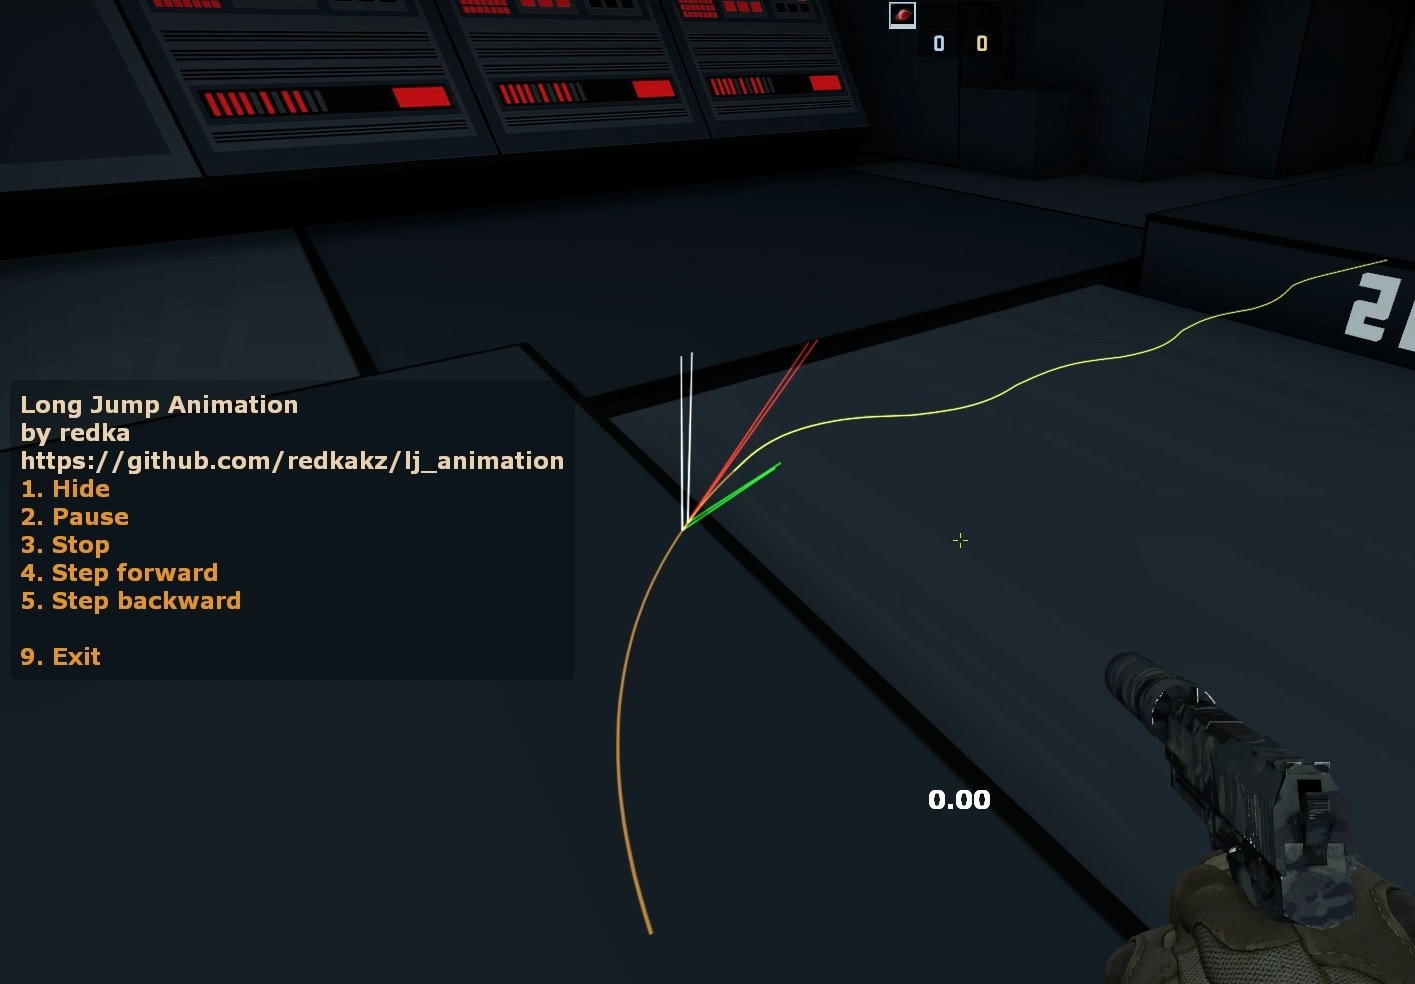 0 0
Long Jump Animation
by redka
https://github.com/redkakz/lj_animation
1. Hide
2. Pause
3. Stop
4. Step forward
5. Step backward
9. Exit
0.00